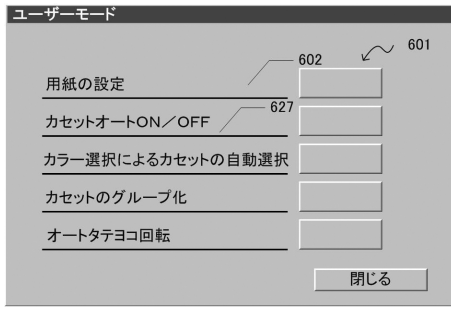 ユーザーモード
601
602
用紙の設定
627
カセットオートON／OFF
カラー選択によるカセットの自動選択
カセットのグループ化
オートタテヨコ回転
閉じる